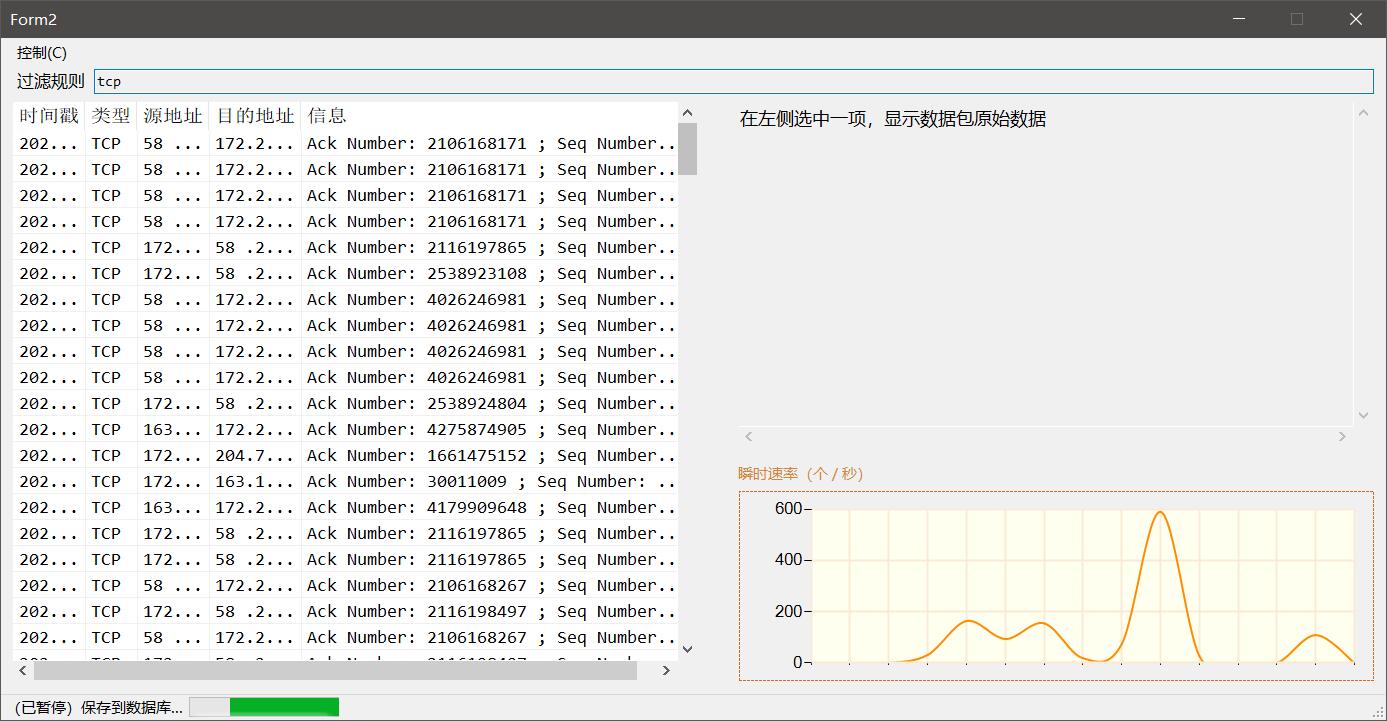 Form2
控制(C)
过滤规则 tcp
时间戳 类型 源地址 目的地址 信息
202... TCP 58 ... 172.2... Ack Number: 2106168171 ; Seq Number..
202... TCP 58 ... 172.2... Ack Number: 2106168171 ; Seq Number..
202... TCP 58 ... 172.2... Ack Number: 2106168171 ; Seq Number..
202... TCP 58 ... 172.2... Ack Number: 2106168171 ; Seq Number..
202... TCP 172... 58 .2... Ack Number: 2116197865 ; Seq Number..
202... TCP 172... 58 .2... Ack Number: 2538923108 ; Seq Number..
202... TCP 58 ... 172.2... Ack Number: 4026246981 ; Seq Number..
202... TCP 58 ... 172.2... Ack Number: 4026246981 ; Seq Number..
202... TCP 58 ... 172.2... Ack Number: 4026246981 ; Seq Number..
202... TCP 58 ... 172.2... Ack Number: 4026246981 ; Seq Number..
202... TCP 172... 58 .2... Ack Number: 2538924804 ; Seq Number..
202... TCP 163... 172.2... Ack Number: 4275874905 ; Seq Number..
202... TCP 172... 204.7... Ack Number: 1661475152 ; Seq Number..
202... TCP 172... 163.1... Ack Number: 30011009 ; Seq Number: ..
202... TCP 163... 172.2... Ack Number: 4179909648 ; Seq Number..
202... TCP 172... 58 .2... Ack Number: 2116197865 ; Seq Number..
202... TCP 172... 58 .2... Ack Number: 2116197865 ; Seq Number..
202... TCP 58 ... 172.2... Ack Number: 2106168267 ; Seq Number..
202... TCP 172... 58 .2... Ack Number: 2116198497 ; Seq Number..
202... TCP 58 ... 172.2... Ack Number: 2106168267 ; Seq Number..
在左侧选中一项，显示数据包原始数据
瞬时速率（个 / 秒）
600
400
200
0
（已暂停）保存到数据库...